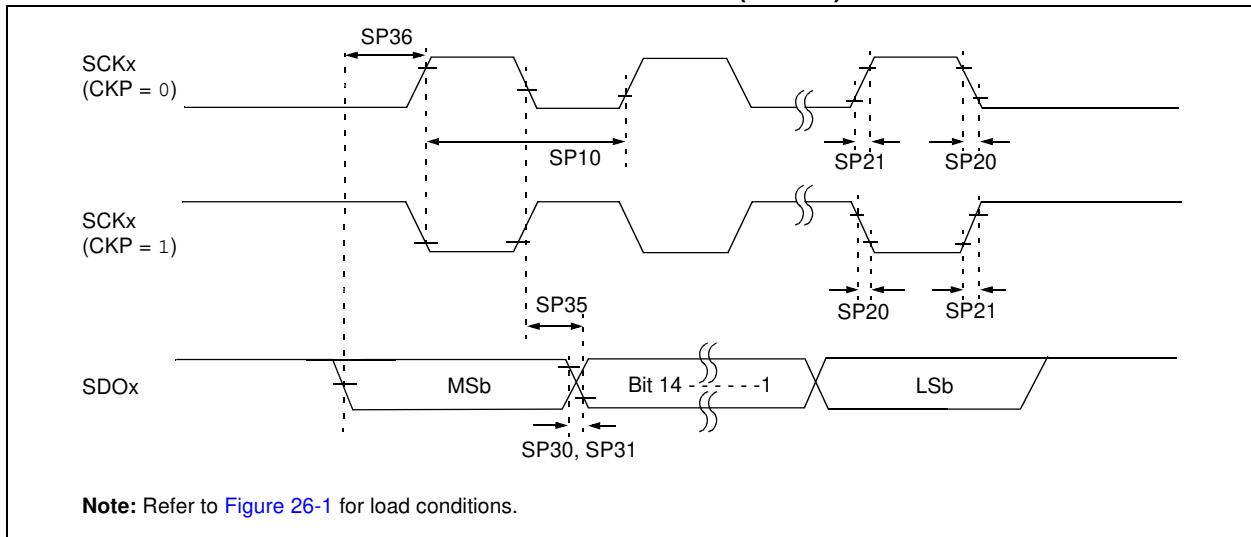 SP36
SCKx
(CKP = 0)
SP10
SP21
SP20
SCKx
(CKP = 1)
SP35
SP20
SP21
SDOx
MSb
Bit 14 - - - - - -1
LSb
SP30, SP31
Note: Refer to Figure 26-1 for load conditions.